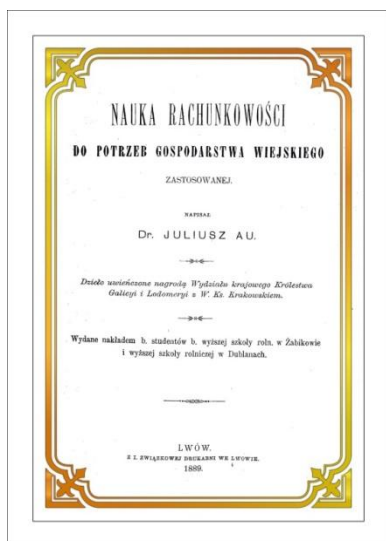 NAUKA RACHUNKOWOŚCI
DO POTRZEB GOSPODARSTWA WIEJSKIEGO
ZASTOSOWANEJ.
NAPISAŁ
Dr. JULIUSZ AU.
Dzieło uwieńczone nagrodą Wydziału krajowego Królestwa
Galicyi i Lodomeryi z W. Ks. Krakowskiem.
Wydane nakładem b. studentów b. wyższej szkoły roln. w Żabikowie
i wyższej szkoły rolniczej w Dublanach.
LWÓW.
Z I. ZWIĄZKOWEJ DRUKARNI WE LWOWIE.
1889.